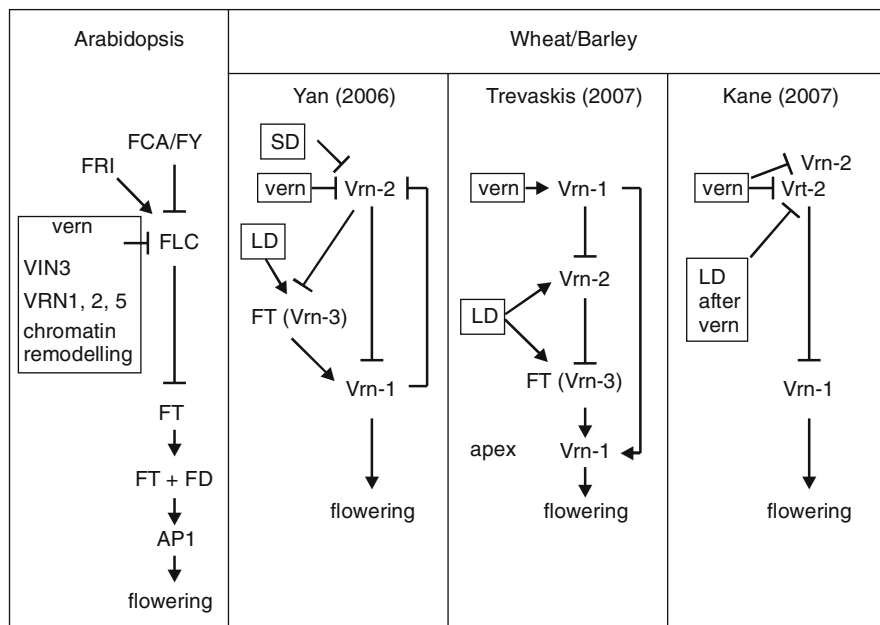 Arabidopsis
Wheat/Barley
FCA/FY
FRI
vern
FLC
VIN3
VRN1, 2, 5
chromatin
remodelling
FT
FT + FD
AP1
flowering
Yan (2006)
SD
vern
Vrn-2
LD
FT (Vrn-3)
Vrn-1
flowering
Trevaskis (2007)
vern
Vrn-1
Vrn-2
LD
FT (Vrn-3)
apex
Vrn-1
flowering
Kane (2007)
Vrn-2
vern
Vrt-2
LD
after
vern
Vrn-1
flowering